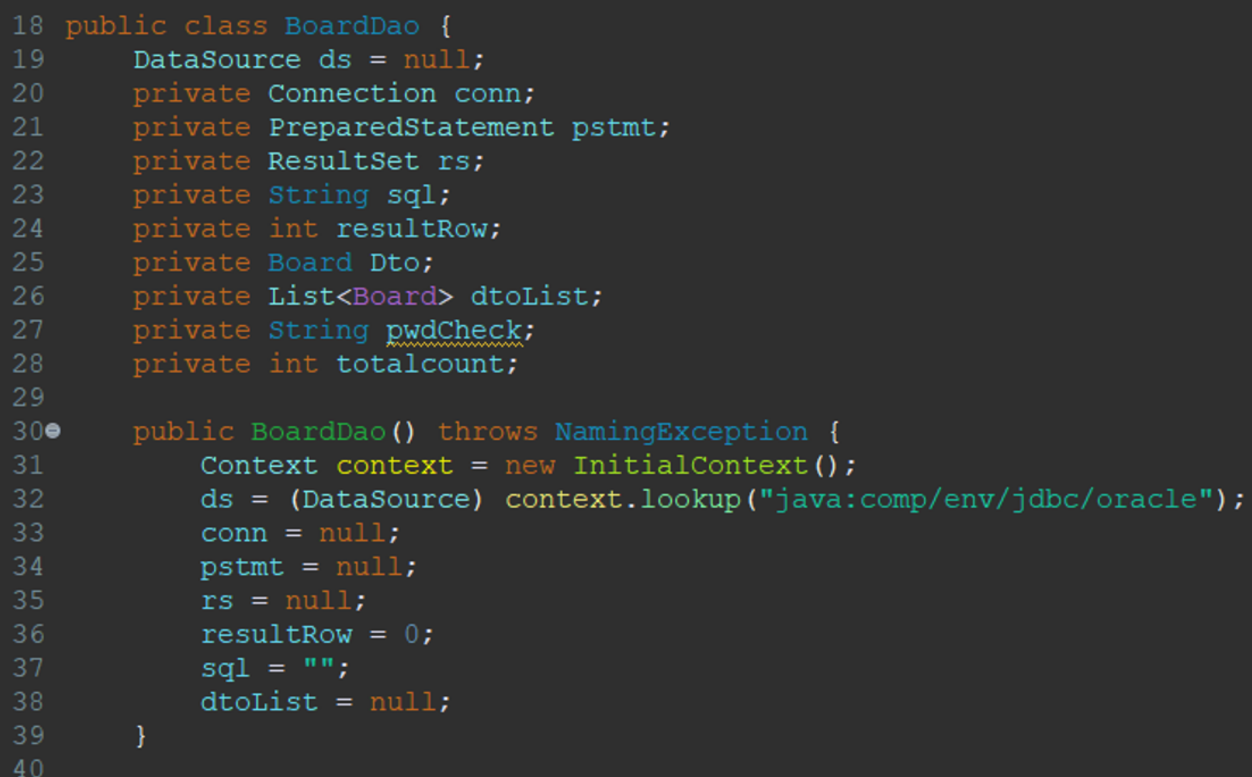 18 public class BoardDao {
19     DataSource ds = null;
20     private Connection conn;
21     private PreparedStatement pstmt;
22     private ResultSet rs;
23     private String sql;
24     private int resultRow;
25     private Board Dto;
26     private List<Board> dtoList;
27     private String pwdCheck;
28     private int totalcount;
29
30     public BoardDao() throws NamingException {
31         Context context = new InitialContext();
32         ds = (DataSource) context.lookup("java:comp/env/jdbc/oracle");
33         conn = null;
34         pstmt = null;
35         rs = null;
36         resultRow = 0;
37         sql = "";
38         dtoList = null;
39     }
40